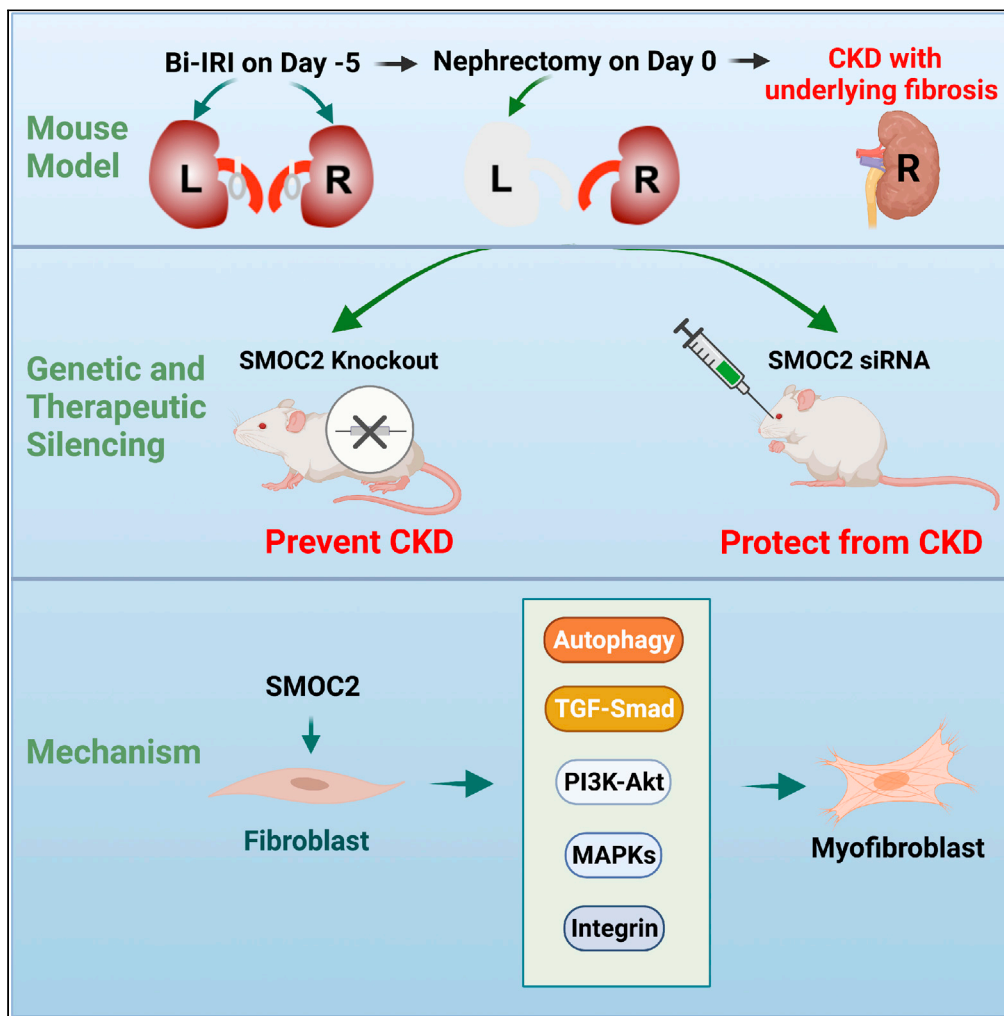 Bi-IRI on Day -5
Nephrectomy on Day 0
CKD with
underlying fibrosis
Mouse
Model
L
R
L
R
R
Genetic and
Therapeutic
Silencing
SMOC2 Knockout
SMOC2 siRNA
Prevent CKD
Protect from CKD
Mechanism
SMOC2
Fibroblast
Autophagy
TGF-Smad
PI3K-Akt
MAPKs
Integrin
Myofibroblast